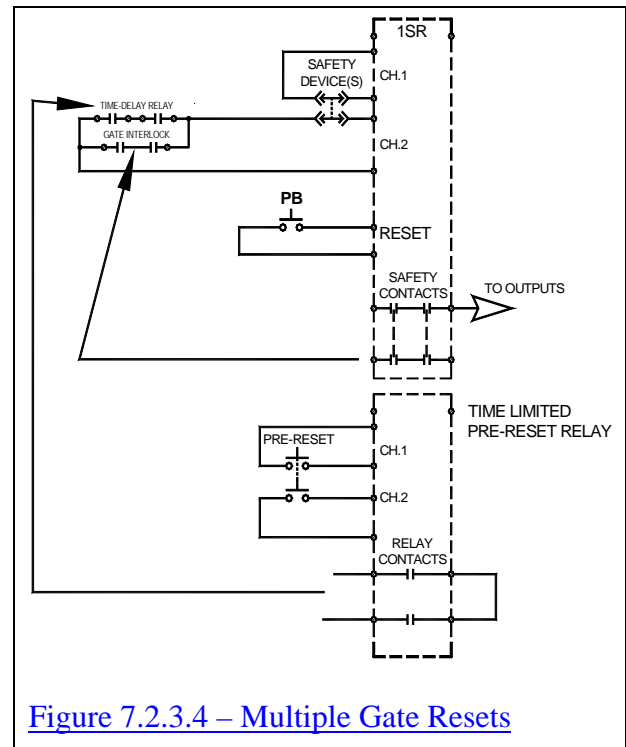 1SR
SAFETY
DEVICE(S)
CH.1
TIME-DELAY RELAY
GATE INTERLOCK
CH.2
PB
RESET
SAFETY
CONTACTS
TO OUTPUTS
TIME LIMITED
PRE-RESET RELAY
PRE-RESET
CH.1
CH.2
RELAY
CONTACTS
Figure 7.2.3.4 – Multiple Gate Resets